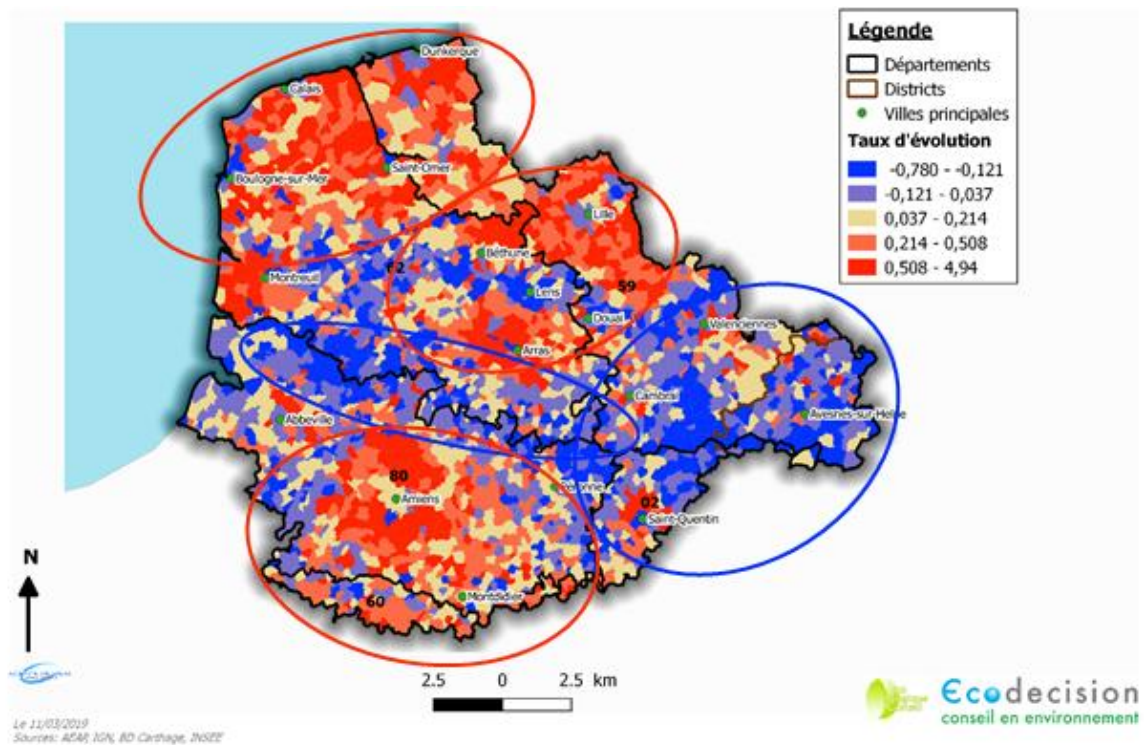 Légende
Départements
Districts
Villes principales
Taux d'évolution
-0,780 - -0,121
-0,121 - 0,037
0,037 - 0,214
0,214 - 0,508
0,508 - 4,94
Dunkerque
Calais
Saint-Omer
Boulogne-sur-Mer
Lille
Béthune
Montreuil
62
Lens
59
Douai
Valenciennes
Arras
Cambrai
Avesnes-sur-Helpe
Abbeville
80
Amiens
02
Saint-Quentin
Montdidier
60
N
2.5 0 2.5 km
Ecodecision
conseil en environnement
Le 11/03/2019
Sources: AEAP, IGN, BD Carthage, INSEE